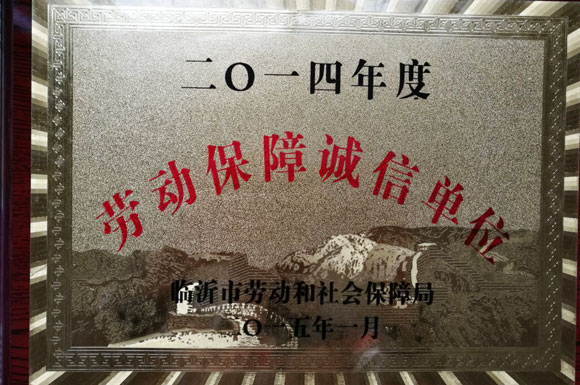 二〇一四年度
劳动保障诚信单位
临沂市劳动和社会保障局
〇一五年一月